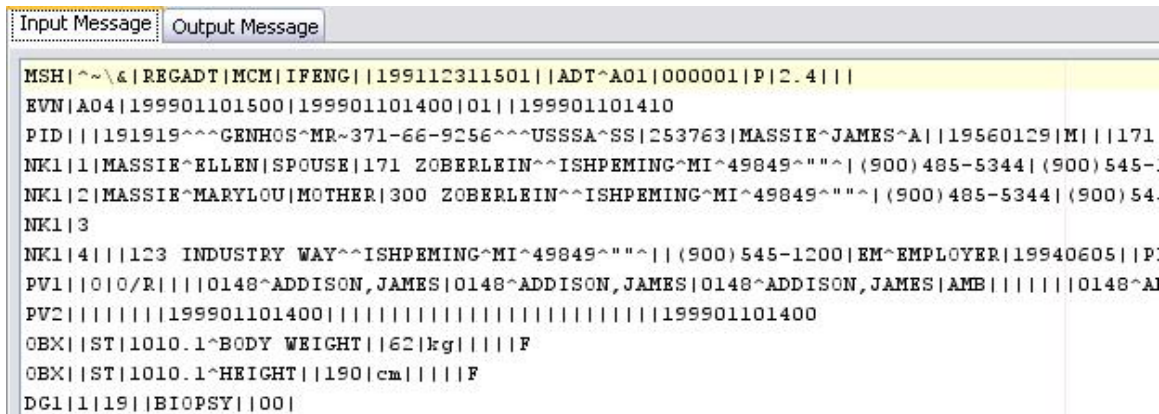 Input Message Output Message
MSH|^~\&|REGADT|MCM|IFENG||199112311501||ADT^A01|000001|P|2.4|||
EVN|A04|199901101500|199901101400|01||199901101410
PID|||191919^^^GENHOS^MR~371-66-9256^^^USSSA^SS|253763|MASSIE^JAMES^A||19560129|M|||171
NK1|1|MASSIE^ELLEN|SPOUSE|171 ZOBERLEIN^^ISHPEMING^MI^49849^""^|(900)485-5344|(900)545-1
NK1|2|MASSIE^MARYLOU|MOTHER|300 ZOBERLEIN^^ISHPEMING^MI^49849^""^|(900)485-5344|(900)54
NK1|3
NK1|4|||123 INDUSTRY WAY^^ISHPEMING^MI^49849^""^||(900)545-1200|EM^EMPLOYER|19940605||P
PV1||O|O/R||||0148^ADDISON,JAMES|0148^ADDISON,JAMES|0148^ADDISON,JAMES|AMB|||||||0148^A
PV2||||||||199901101400||||||||||||||||||||||||||199901101400
OBX||ST|1010.1^BODY WEIGHT||62|kg|||||F
OBX||ST|1010.1^HEIGHT||190|cm|||||F
DG1|1|19||BIOPSY||00|